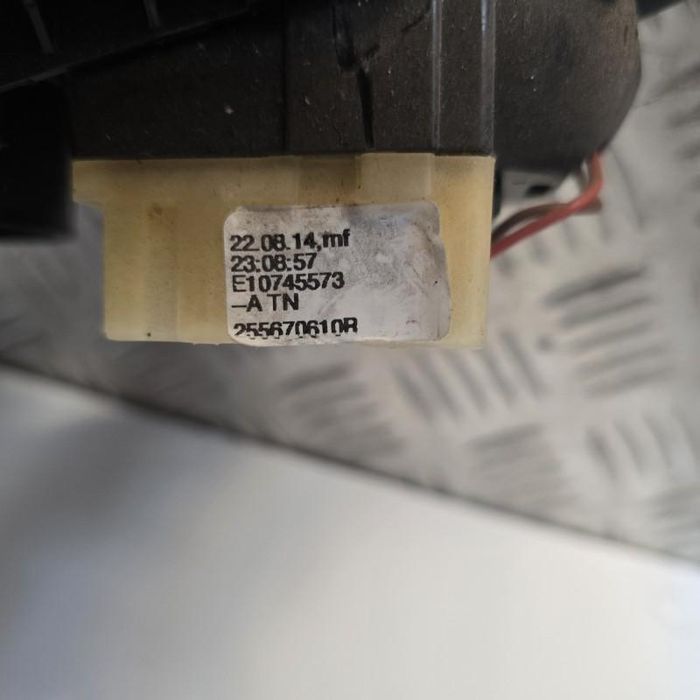 22.08.14,mf
23:08:57
E10745573
–A TN
255670610R